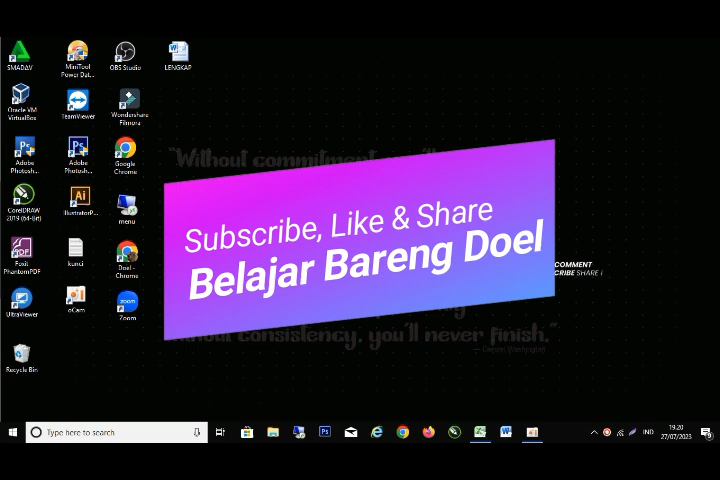 SMADAV
MiniTool
Power Dat...
OBS Studio
LENGKAP
Oracle VM
VirtualBox
TeamViewer
Wondershare
Filmora
Adobe
Photosh...
Adobe
Photosh...
Google
Chrome
"Without commitment
CorelDRAW
2019 (64-Bit)
IllustratorP...
menu
Subscribe, Like & Share
Belajar Bareng Doel
Foxit
PhantomPDF
kunci
Doel -
Chrome
COMMENT
CRIBE SHARE I
UltraViewer
oCam
Zoom
consistency, you'll never finish."
Recycle Bin
Type here to search
IND
19.20
27/07/2023